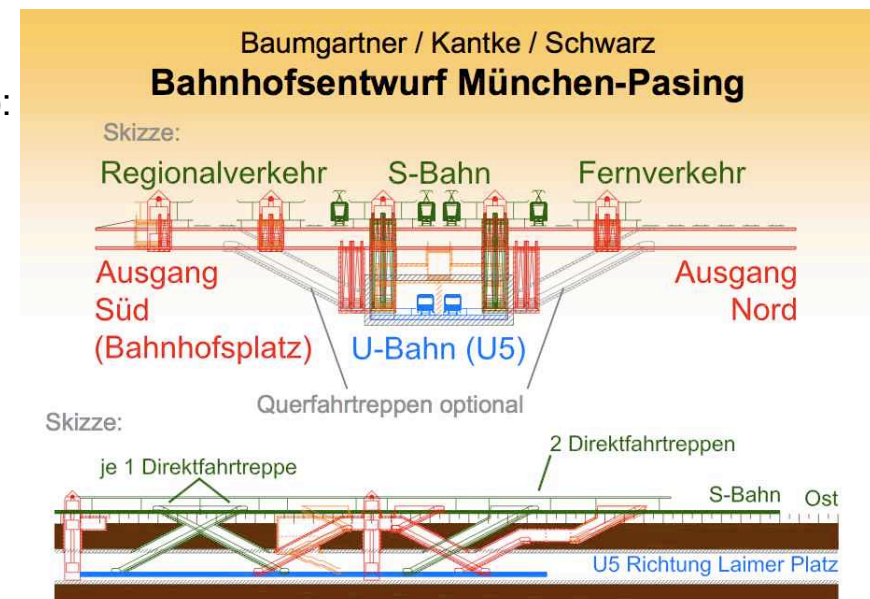 Baumgartner / Kantke / Schwarz
Bahnhofsentwurf München-Pasing
:
Skizze:
Regionalverkehr S-Bahn Fernverkehr
Ausgang Süd (Bahnhofsplatz)
U-Bahn (U5)
Ausgang Nord
Querfahrtreppen optional
Skizze:
je 1 Direktfahrtreppe
2 Direktfahrtreppen
S-Bahn Ost
U5 Richtung Laimer Platz